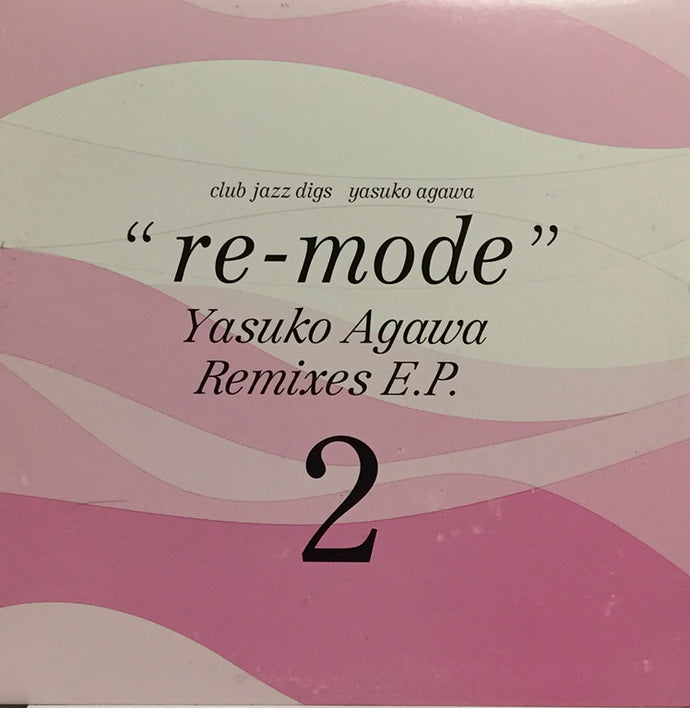 club jazz digs yasuko agawa
“re-mode”
Yasuko Agawa
Remixes E.P.
2